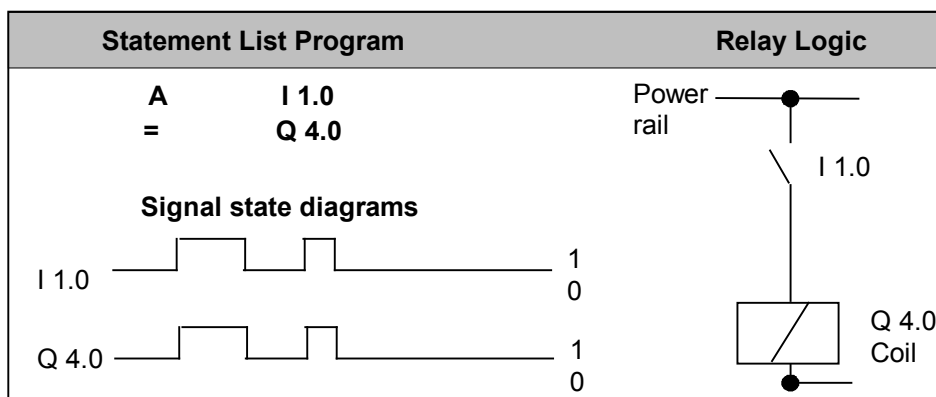 Statement List Program
Relay Logic
A I 1.0
= Q 4.0
Signal state diagrams
I 1.0
1
0
Q 4.0
1
0
Power
rail
I 1.0
Q 4.0
Coil